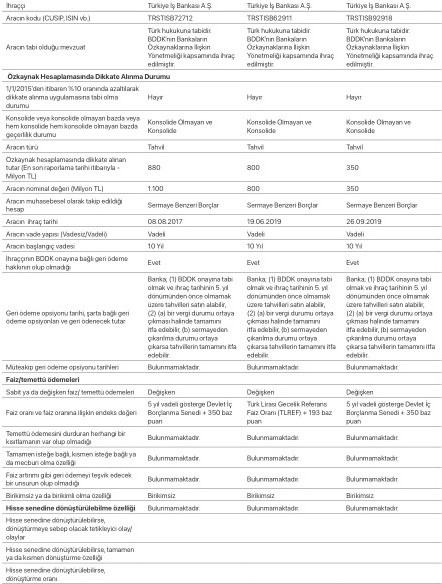 İhraççı Türkiye İş Bankası A.Ş. Türkiye İş Bankası A.Ş. Türkiye İş Bankası A.Ş.
Aracın kodu (CUSIP, ISIN vb.) TRSTISB72712 TRSTISB62911 TRSTISB92918
Aracın tabi olduğu mevzuat
Türk hukukuna tabidir. BDDK'nın Bankaların Özkaynaklarına İlişkin Yönetmeliği kapsamında ihraç edilmiştir.
Türk hukukuna tabidir. BDDK'nın Bankaların Özkaynaklarına İlişkin Yönetmeliği kapsamında ihraç edilmiştir.
Türk hukukuna tabidir. BDDK'nın Bankaların Özkaynaklarına İlişkin Yönetmeliği kapsamında ihraç edilmiştir.
Özkaynak Hesaplamasında Dikkate Alınma Durumu
1/1/2015'den itibaren %10 oranında azaltılarak
dikkate alınma uygulamasına tabi olma
durumu
Hayır Hayır Hayır
Konsolide veya konsolide olmayan bazda veya
hem konsolide hem konsolide olmayan bazda
geçerlilik durumu
Konsolide Olmayan ve Konsolide
Konsolide Olmayan ve Konsolide
Konsolide Olmayan ve Konsolide
Aracın türü Tahvil Tahvil Tahvil
Özkaynak hesaplamasında dikkate alınan
tutar (En son raporlama tarihi itibarıyla -
Milyon TL)
880 800 350
Aracın nominal değeri (Milyon TL) 1.100 800 350
Aracın muhasebesel olarak takip edildiği
hesap
Sermaye Benzeri Borçlar Sermaye Benzeri Borçlar Sermaye Benzeri Borçlar
Aracın ihraç tarihi 08.08.2017 19.06.2019 26.09.2019
Aracın vade yapısı (Vadesiz/Vadeli) Vadeli Vadeli Vadeli
Aracın başlangıç vadesi 10 Yıl 10 Yıl 10 Yıl
İhraççının BDDK onayına bağlı geri ödeme
hakkının olup olmadığı
Evet Evet Evet
Geri ödeme opsiyonu tarihi, şarta bağlı geri
ödeme opsiyonları ve geri ödenecek tutar
Banka; (1) BDDK onayına tabi
olmak ve ihraç tarihinin 5. yıl
dönümünden önce olmamak
üzere tahvilleri satın alabilir,
(2) (a) bir vergi durumu ortaya
çıkması halinde tamamını
itfa edebilir, (b) sermayeden
çıkarılma durumu ortaya
çıkarsa tahvillerin tamamını itfa
edebilir.
Banka; (1) BDDK onayına tabi
olmak ve ihraç tarihinin 5. yıl
dönümünden önce olmamak
üzere tahvilleri satın alabilir,
(2) (a) bir vergi durumu ortaya
çıkması halinde tamamını
itfa edebilir, (b) sermayeden
çıkarılma durumu ortaya
çıkarsa tahvillerin tamamını itfa
edebilir.
Banka; (1) BDDK onayına tabi
olmak ve ihraç tarihinin 5. yıl
dönümünden önce olmamak
üzere tahvilleri satın alabilir,
(2) (a) bir vergi durumu ortaya
çıkması halinde tamamını
itfa edebilir, (b) sermayeden
çıkarılma durumu ortaya
çıkarsa tahvillerin tamamını itfa
edebilir.
Müteakip geri ödeme opsiyonu tarihleri Bulunmamaktadır. Bulunmamaktadır. Bulunmamaktadır.
Faiz/temettü ödemeleri
Sabit ya da değişken faiz/ temettü ödemeleri Değişken Değişken Değişken
Faiz oranı ve faiz oranına ilişkin endeks değeri
5 yıl vadeli gösterge Devlet İç
Borçlanma Senedi + 350 baz
puan
Türk Lirası Gecelik Referans
Faiz Oranı (TLREF) + 193 baz
puan
5 yıl vadeli gösterge Devlet İç
Borçlanma Senedi + 350 baz
puan
Temettü ödemesini durduran herhangi bir
kısıtlamanın var olup olmadığı
Bulunmamaktadır. Bulunmamaktadır. Bulunmamaktadır.
Tamamen isteğe bağlı, kısmen isteğe bağlı ya
da mecburi olma özelliği
Bulunmamaktadır. Bulunmamaktadır. Bulunmamaktadır.
Faiz artırımı gibi geri ödemeyi teşvik edecek
bir unsurun olup olmadığı
Bulunmamaktadır. Bulunmamaktadır. Bulunmamaktadır.
Birikimsiz ya da birikimli olma özelliği Birikimsiz Birikimsiz Birikimsiz
Hisse senedine dönüştürülebilme özelliği Bulunmamaktadır. Bulunmamaktadır. Bulunmamaktadır.
Hisse senedine dönüştürülebilirse,
dönüştürmeye sebep olacak tetikleyici olay/
olaylar
Hisse senedine dönüştürülebilirse, tamamen
ya da kısmen dönüştürme özelliği
Hisse senedine dönüştürülebilirse,
dönüştürme oranı